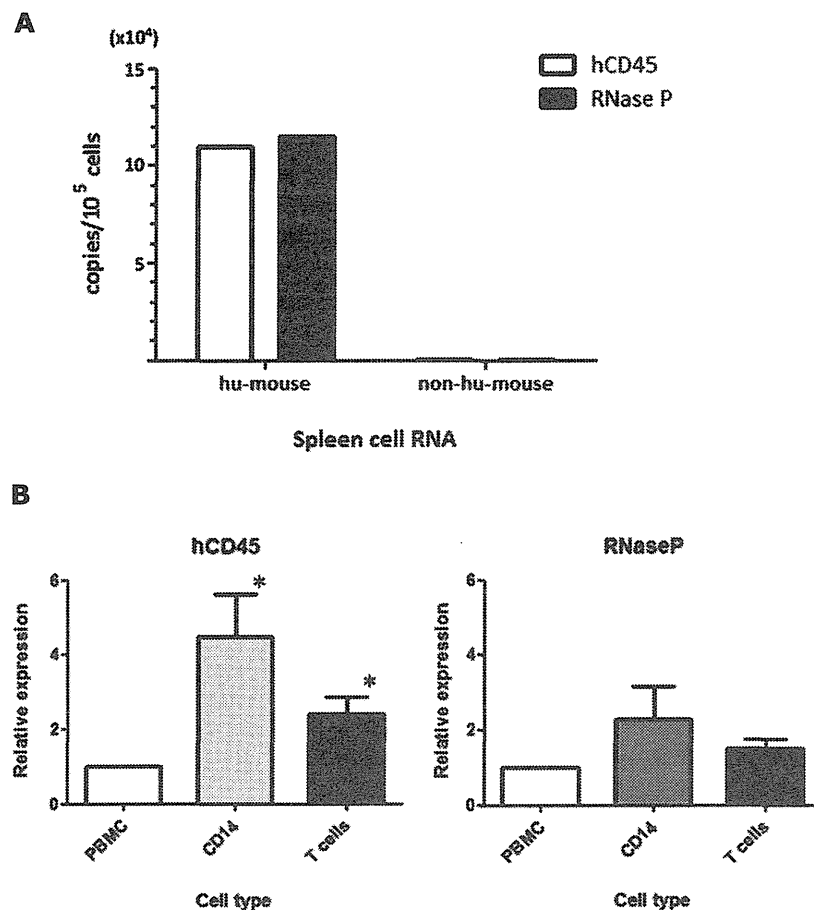 A
(x10⁴)
hCD45
RNase P
15
10
5
copies/10⁵ cells
hu-mouse non-hu-mouse
Spleen cell RNA
B
hCD45
6
4
2
0
Relative expression
*
*
PBMC CD14 T cells
Cell type
RNaseP
6
4
2
0
Relative expression
PBMC CD14 T cells
Cell type